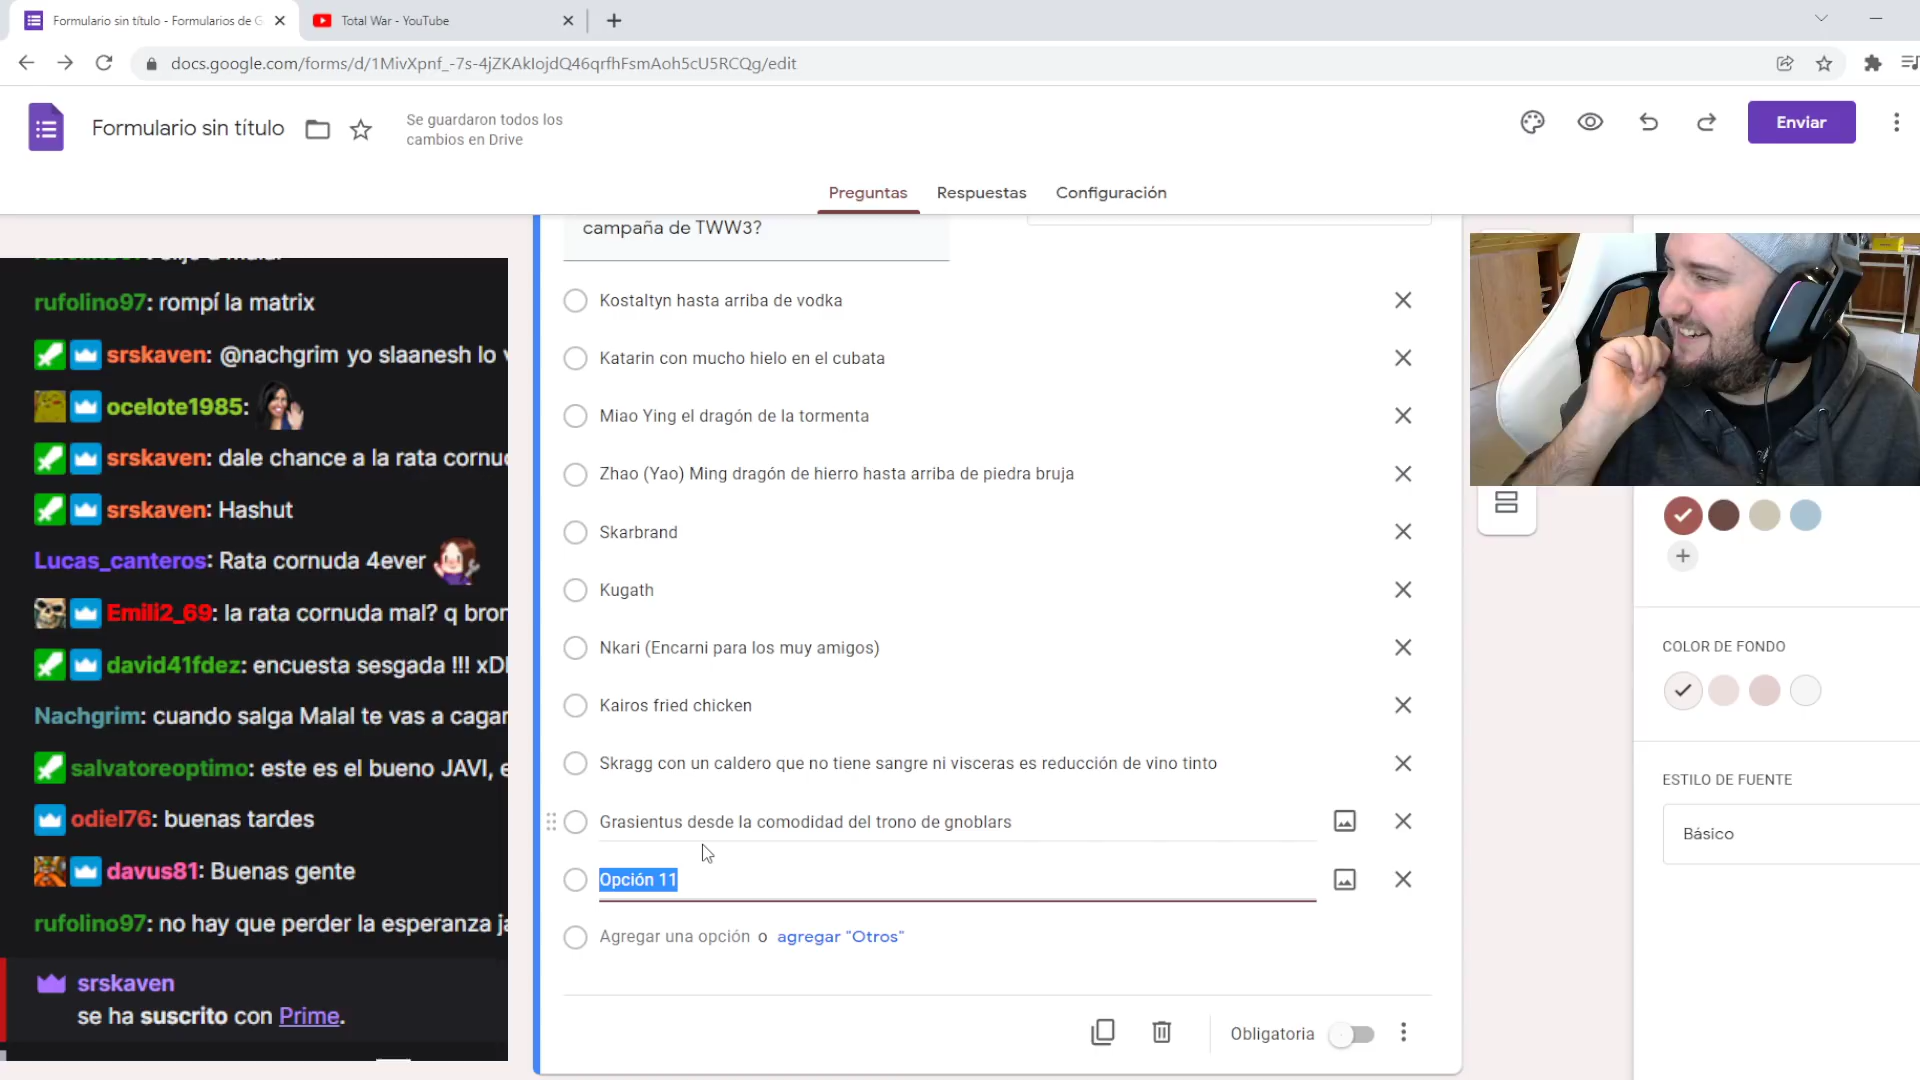 Formulario sin título - Formularios de G
Total War - YouTube
docs.google.com/forms/d/1MivXpnf_-7s-4jZKAkIojdQ46qrfhFsmAoh5cU5RCQg/edit
Formulario sin título
Se guardaron todos los
cambios en Drive
Enviar
Preguntas
Respuestas
Configuración
campaña de TWW3?
Kostaltyn hasta arriba de vodka
Katarin con mucho hielo en el cubata
Miao Ying el dragón de la tormenta
Zhao (Yao) Ming dragón de hierro hasta arriba de piedra bruja
Skarbrand
Kugath
Nkari (Encarni para los muy amigos)
Kairos fried chicken
Skragg con un caldero que no tiene sangre ni visceras es reducción de vino tinto
Grasientus desde la comodidad del trono de gnoblars
Opción 11
Agregar una opción o agregar "Otros"
Obligatoria
rufolino97: rompí la matrix
srskaven: @nachgrim yo slaanesh lo v
ocelote1985:
srskaven: dale chance a la rata cornud
srskaven: Hashut
Lucas_canteros: Rata cornuda 4ever
Emili2_69: la rata cornuda mal? q bron
david41fdez: encuesta sesgada !!! xD
Nachgrim: cuando salga Malal te vas a cagar
salvatoreoptimo: este es el bueno JAVI, e
odiel76: buenas tardes
davus81: Buenas gente
rufolino97: no hay que perder la esperanza ja
srskaven
se ha suscrito con Prime.
COLOR DE FONDO
ESTILO DE FUENTE
Básico